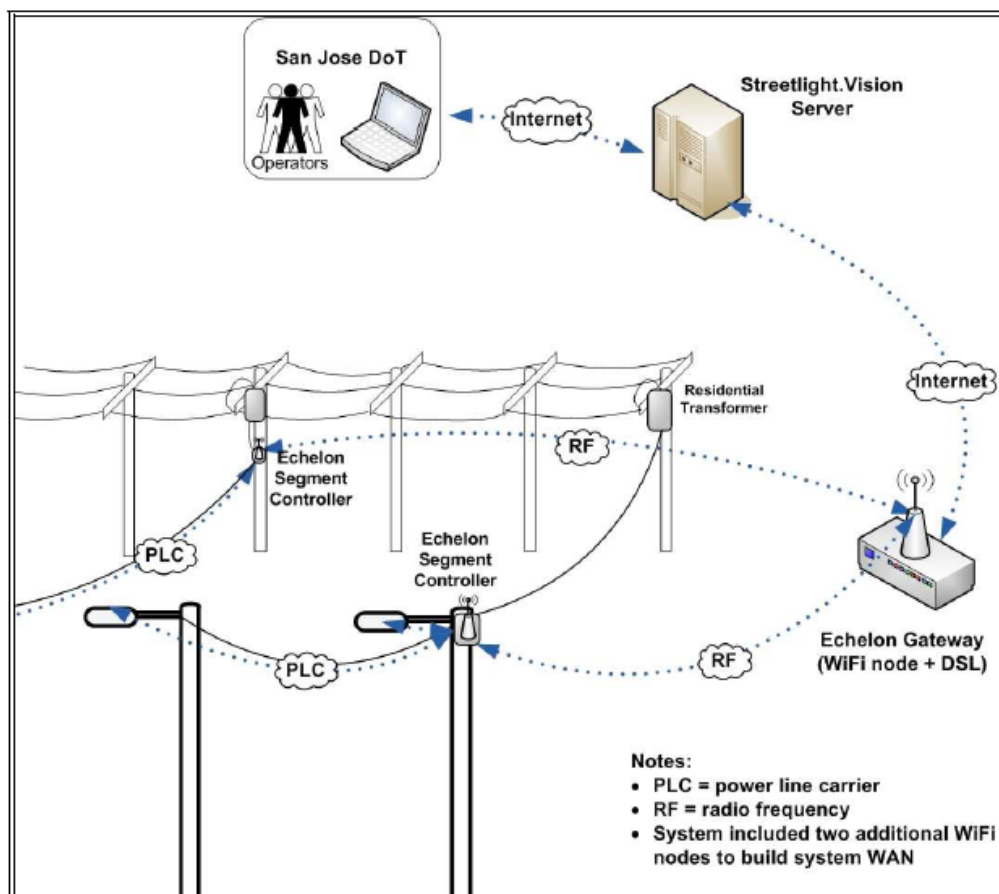 San Jose DoT
Operators
Internet
Streetlight.Vision
Server
Internet
Residential
Transformer
RF
Echelon
Segment
Controller
PLC
Echelon
Segment
Controller
PLC
RF
Echelon Gateway
(WiFi node + DSL)
Notes:
• PLC = power line carrier
• RF = radio frequency
• System included two additional WiFi
nodes to build system WAN